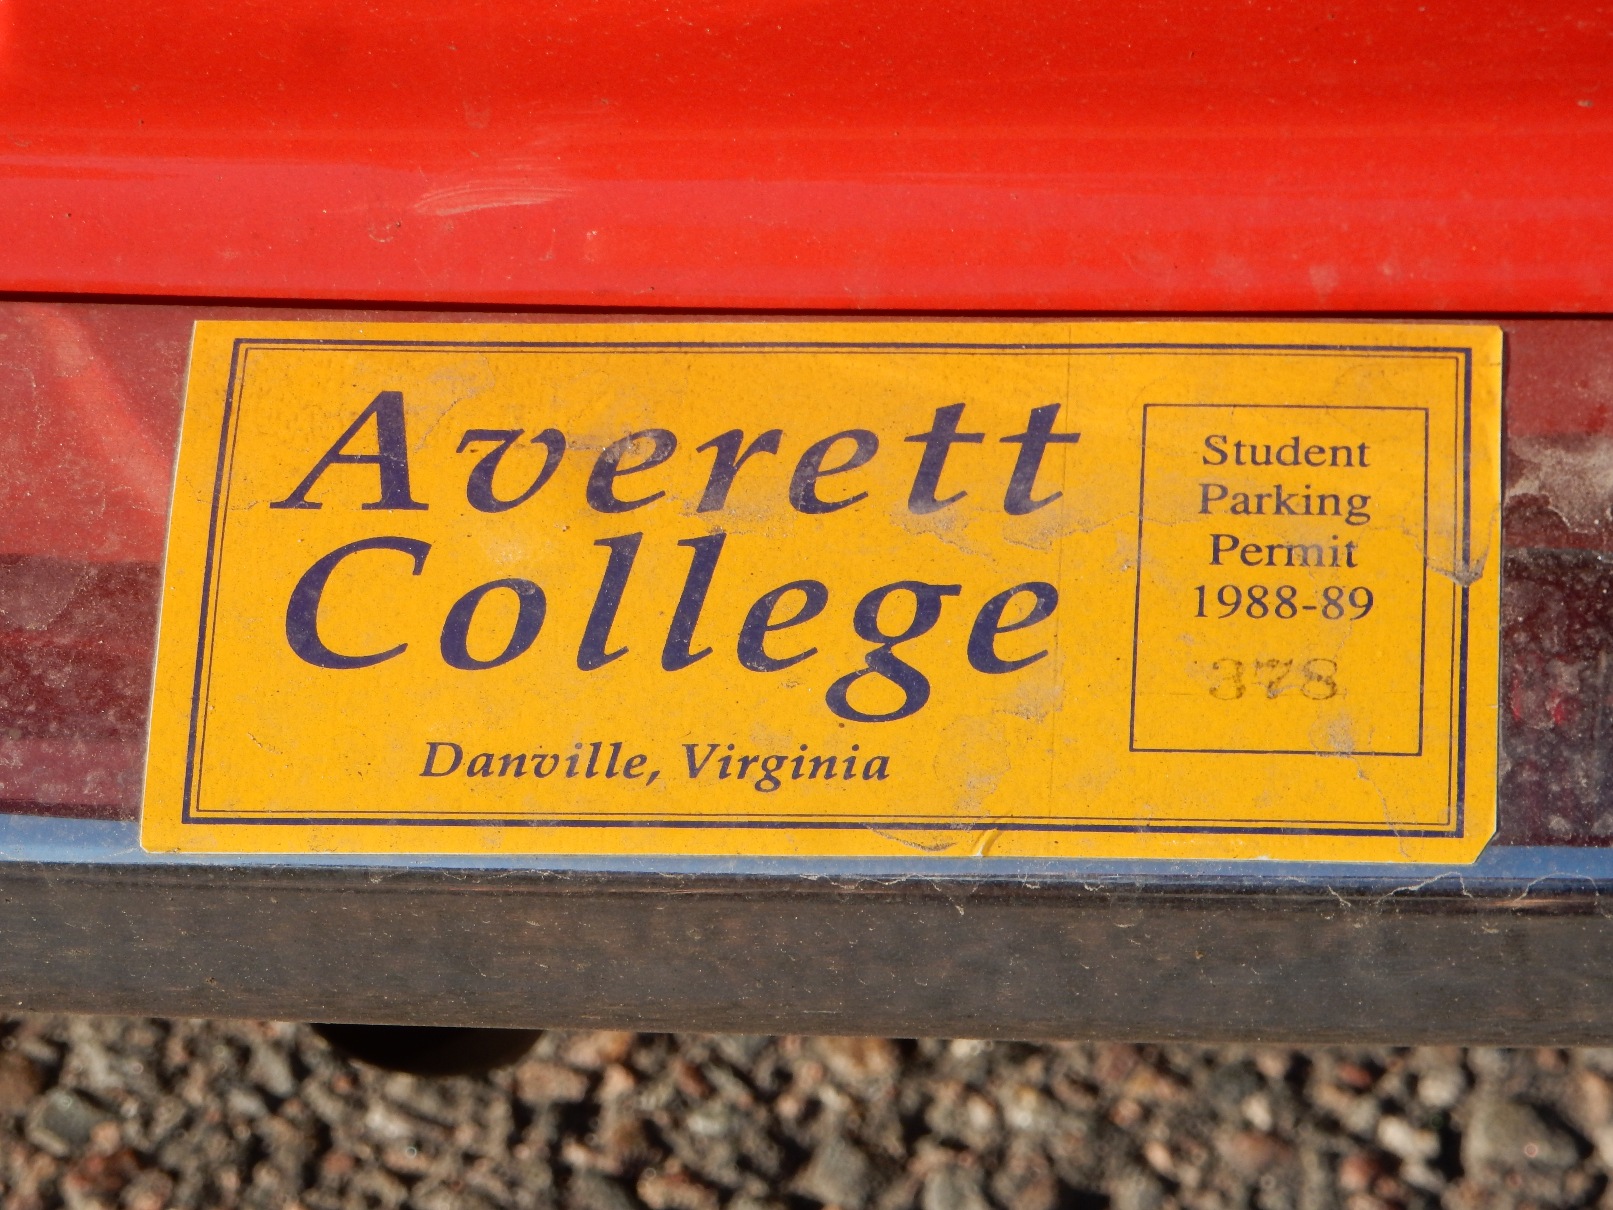 Averett
College
Danville, Virginia
Student
Parking
Permit
1988-89
378